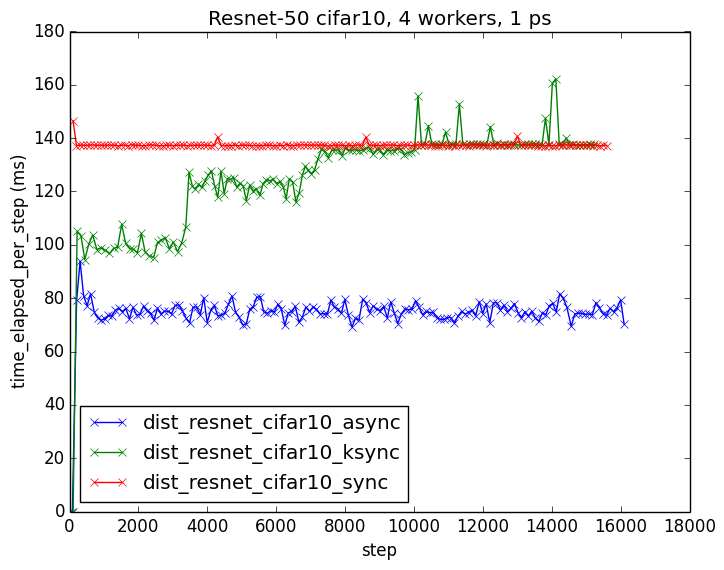 Resnet-50 cifar10, 4 workers, 1 ps
180
160
140
120
100
80
60
40
20
0
time_elapsed_per_step (ms)
dist_resnet_cifar10_async
dist_resnet_cifar10_ksync
dist_resnet_cifar10_sync
0 2000 4000 6000 8000 10000 12000 14000 16000 18000
step